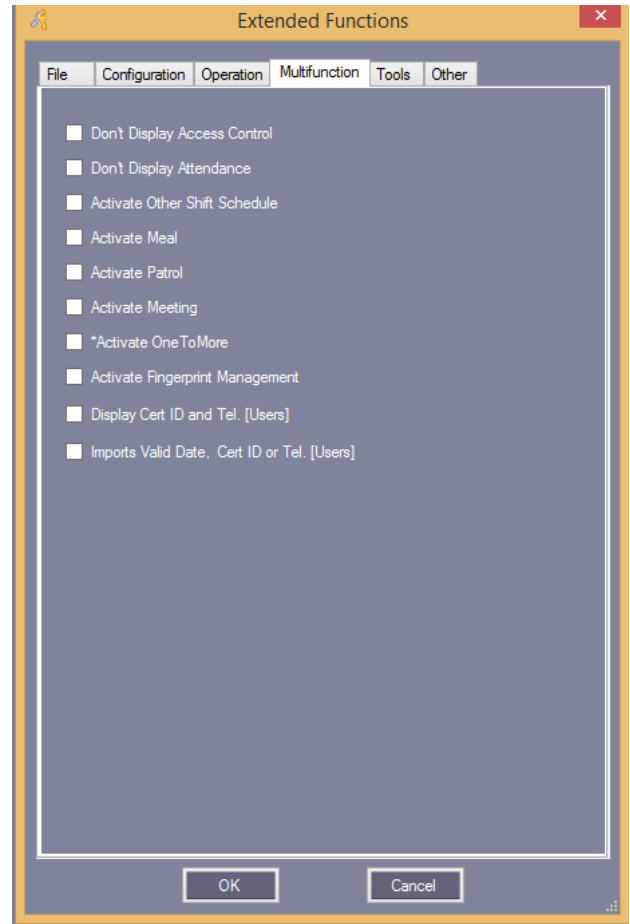 Extended Functions
File Configuration Operation Multifunction Tools Other
Don't Display Access Control
Don't Display Attendance
Activate Other Shift Schedule
Activate Meal
Activate Patrol
Activate Meeting
*Activate OneToMore
Activate Fingerprint Management
Display Cert ID and Tel. [Users]
Imports Valid Date, Cert ID or Tel. [Users]
OK Cancel